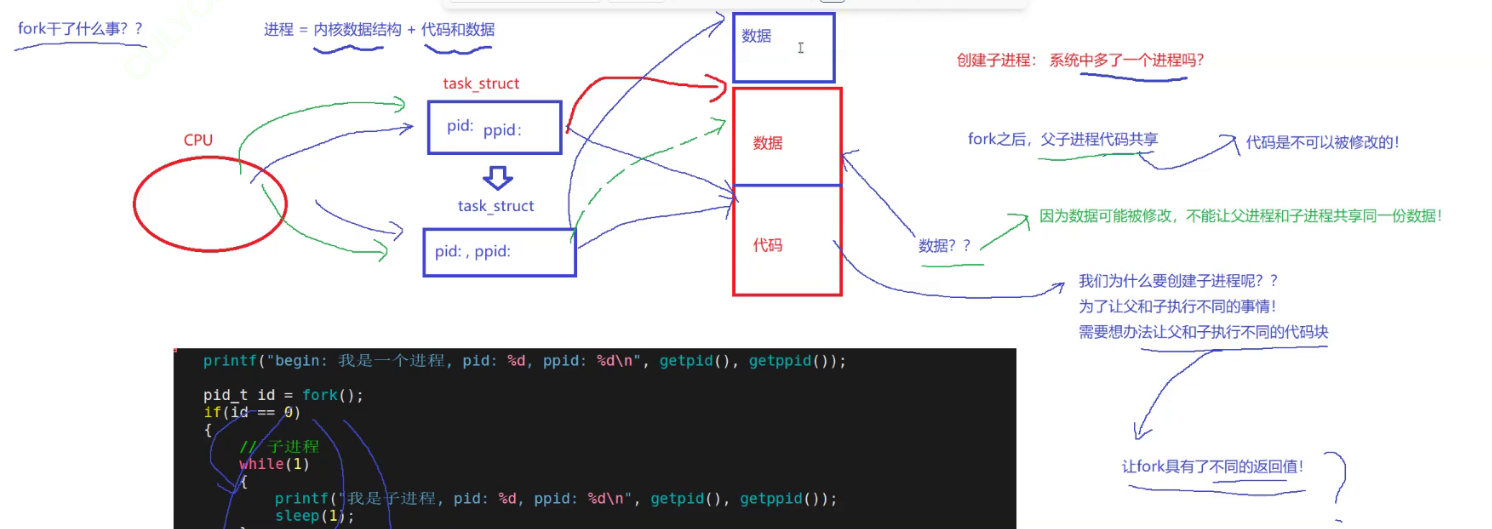 fork干了什么事？？
进程 = 内核数据结构 + 代码和数据
数据
创建子进程： 系统中多了一个进程吗？
task_struct
pid: ppid：
CPU
数据
fork之后，父子进程代码共享
代码是不可以被修改的！
task_struct
pid: , ppid:
代码
数据？？
因为数据可能被修改，不能让父进程和子进程共享同一份数据！
我们为什么要创建子进程呢？？
为了让父和子执行不同的事情！
需要想办法让父和子执行不同的代码块
让fork具有了不同的返回值！
printf("begin: 我是一个进程, pid: %d, ppid: %d\n", getpid(), getppid());
pid_t id = fork();
if(id == 0)
{
// 子进程
while(1)
{
printf("我是子进程, pid: %d, ppid: %d\n", getpid(), getppid());
sleep(1);